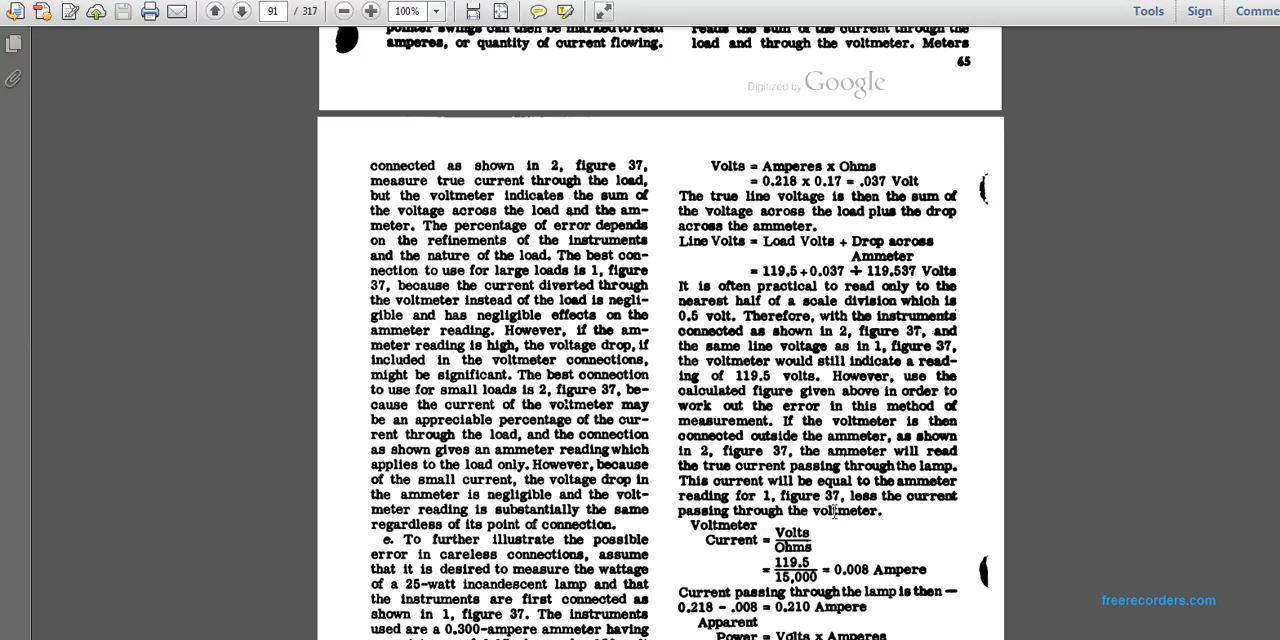 91 / 317
100%
Tools
Sign
Comme
pointer swings can then be marked to read
amperes, or quantity of current flowing.
reads the sum of the current through the
load and through the voltmeter. Meters
65
Digitized by Google
connected as shown in 2, figure 37,
measure true current through the load,
but the voltmeter indicates the sum of
the voltage across the load and the am-
meter. The percentage of error depends
on the refinements of the instruments
and the nature of the load. The best con-
nection to use for large loads is 1, figure
37, because the current diverted through
the voltmeter instead of the load is negli-
gible and has negligible effects on the
ammeter reading. However, if the am-
meter reading is high, the voltage drop, if
included in the voltmeter connections,
might be significant. The best connection
to use for small loads is 2, figure 37, be-
cause the current of the voltmeter may
be an appreciable percentage of the cur-
rent through the load, and the connection
as shown gives an ammeter reading which
applies to the load only. However, because
of the small current, the voltage drop in
the ammeter is negligible and the volt-
meter reading is substantially the same
regardless of its point of connection.
e. To further illustrate the possible
error in careless connections, assume
that it is desired to measure the wattage
of a 25-watt incandescent lamp and that
the instruments are first connected as
shown in 1, figure 37. The instruments
used are a 0.300-ampere ammeter having
Volts = Amperes x Ohms
= 0.218 x 0.17 = .037 Volt
The true line voltage is then the sum of
the voltage across the load plus the drop
across the ammeter.
Line Volts = Load Volts + Drop across
Ammeter
= 119.5 + 0.037 ÷ 119.537 Volts
It is often practical to read only to the
nearest half of a scale division which is
0.5 volt. Therefore, with the instruments
connected as shown in 2, figure 37, and
the same line voltage as in 1, figure 37,
the voltmeter would still indicate a read-
ing of 119.5 volts. However, use the
calculated figure given above in order to
work out the error in this method of
measurement. If the voltmeter is then
connected outside the ammeter, as shown
in 2, figure 37, the ammeter will read
the true current passing through the lamp.
This current will be equal to the ammeter
reading for 1, figure 37, less the current
passing through the voltmeter.
Voltmeter
Current = Volts
Ohms
= 119.5
15,000 = 0.008 Ampere
Current passing through the lamp is then —
0.218 - .008 = 0.210 Ampere
Apparent
Power = Volts x Amperes
freerecorders.com